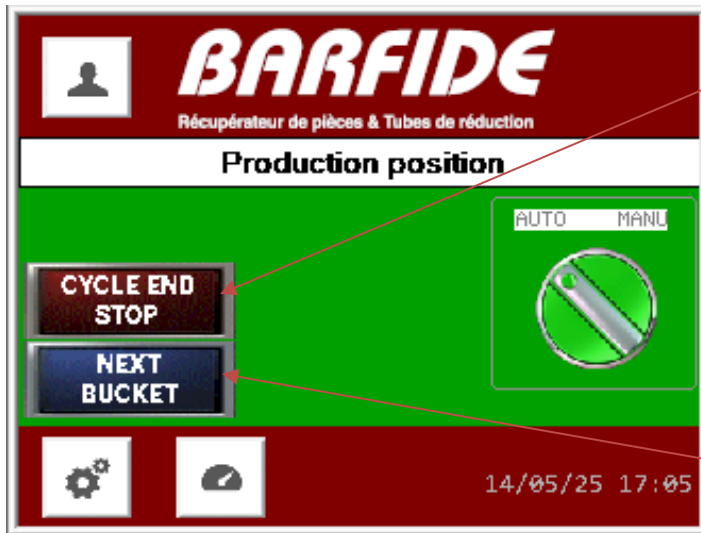 BARFIDE
Récupérateur de pièces & Tubes de réduction
Production position
AUTO MANU
CYCLE END
STOP
NEXT
BUCKET
14/05/25 17:05